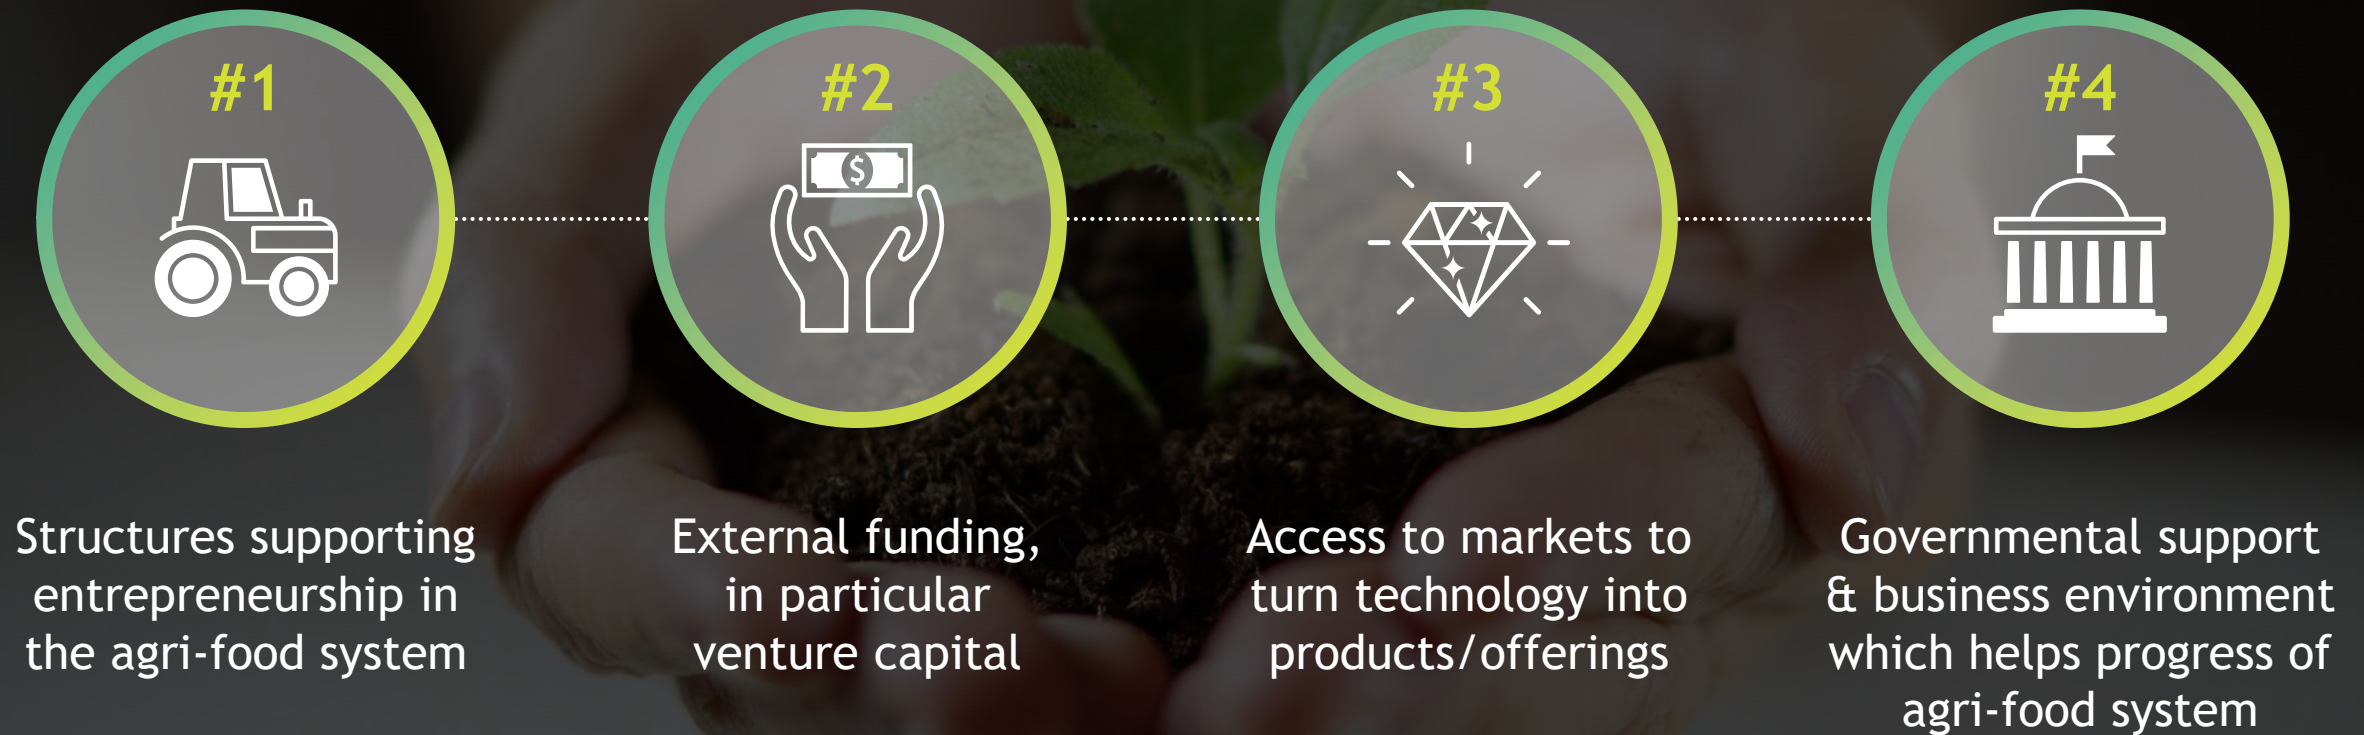 #1
Structures supporting
entrepreneurship in
the agri-food system
#2
$
External funding,
in particular
venture capital
#3
Access to markets to
turn technology into
products/offerings
#4
Governmental support
& business environment
which helps progress of
agri-food system